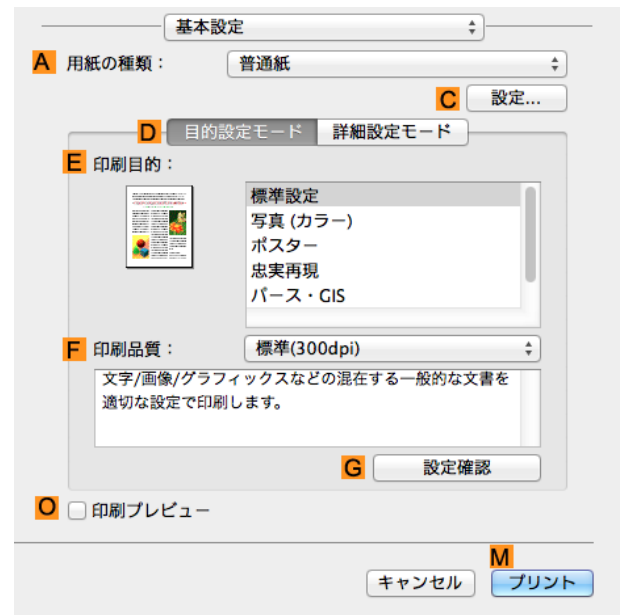 基本設定
A 用紙の種類： 普通紙
C 設定...
D 目的設定モード 詳細設定モード
E 印刷目的：
標準設定
写真 (カラー)
ポスター
忠実再現
パース・GIS
F 印刷品質： 標準(300dpi)
文字/画像/グラフィックスなどの混在する一般的な文書を
適切な設定で印刷します。
G 設定確認
O 印刷プレビュー
M
キャンセル プリント